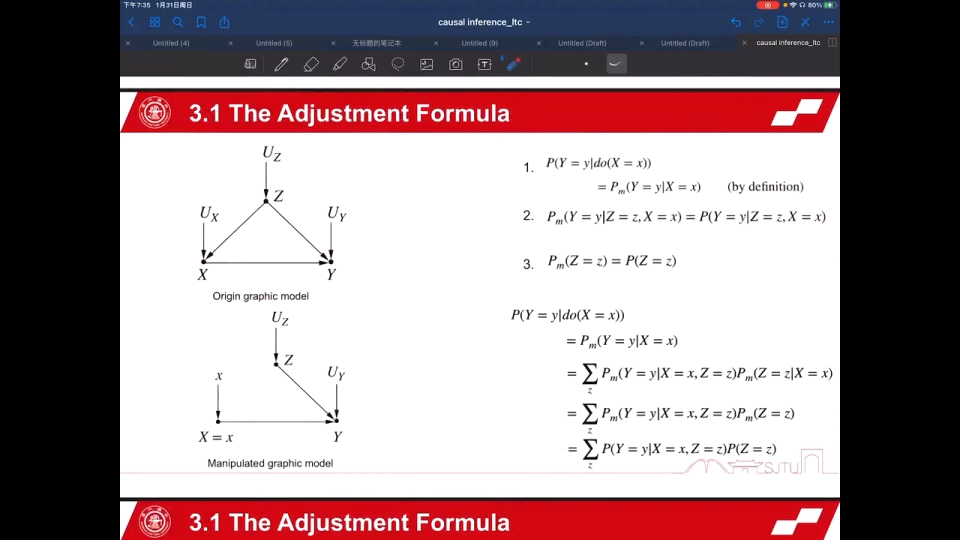 下午7:35 1月31日周日
80%
causal inference_ltc
Untitled (4)
Untitled (5)
无标题的笔记本
Untitled (9)
Untitled (Draft)
Untitled (Draft)
causal inference_ltc
3.1 The Adjustment Formula
U_Z
Z
U_X
U_Y
X
Y
Origin graphic model
U_Z
Z
x
U_Y
X = x
Y
Manipulated graphic model
1. P(Y = y|do(X = x))
= P_m(Y = y|X = x) (by definition)
2. P_m(Y = y|Z = z, X = x) = P(Y = y|Z = z, X = x)
3. P_m(Z = z) = P(Z = z)
P(Y = y|do(X = x))
= P_m(Y = y|X = x)
= ∑_z P_m(Y = y|X = x, Z = z)P_m(Z = z|X = x)
= ∑_z P_m(Y = y|X = x, Z = z)P_m(Z = z)
= ∑_z P(Y = y|X = x, Z = z)P(Z = z)
SJTU
3.1 The Adjustment Formula